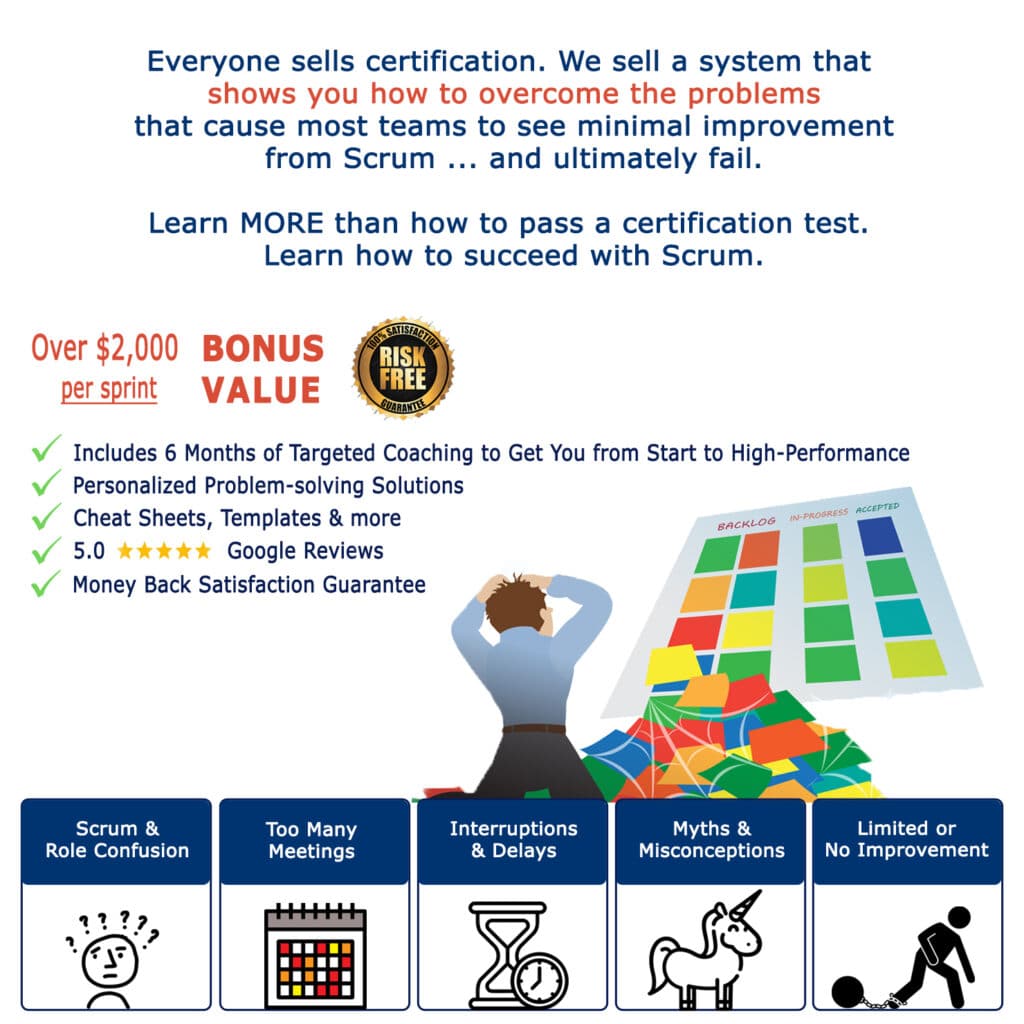 Everyone sells certification. We sell a system that
shows you how to overcome the problems
that cause most teams to see minimal improvement
from Scrum ... and ultimately fail.
Learn MORE than how to pass a certification test.
Learn how to succeed with Scrum.
Over $2,000
per sprint
BONUS
VALUE
100% SATISFACTION
RISK
FREE
GUARANTEE
Includes 6 Months of Targeted Coaching to Get You from Start to High-Performance
Personalized Problem-solving Solutions
Cheat Sheets, Templates & more
5.0 ★★★★★ Google Reviews
Money Back Satisfaction Guarantee
BACKLOG IN-PROGRESS ACCEPTED
Scrum &
Role Confusion
Too Many
Meetings
Interruptions
& Delays
Myths &
Misconceptions
Limited or
No Improvement
? ? ? ? ? ?